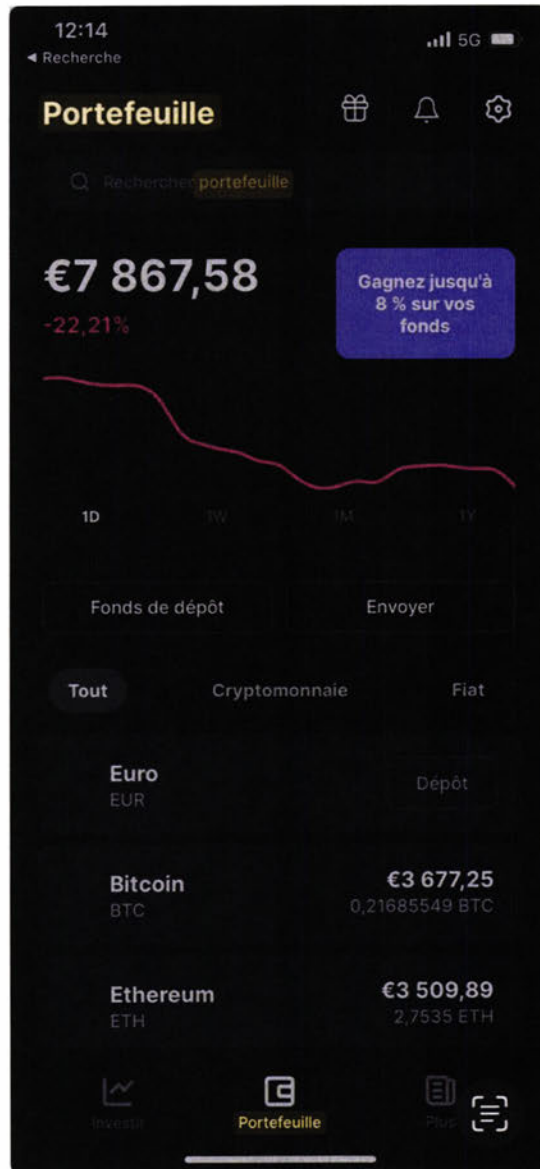 12:14
5G
◄ Recherche
Portefeuille
Rechercher portefeuille
€7 867,58
-22,21%
Gagnez jusqu'à
8 % sur vos
fonds
1D 1W 1M 1Y
Fonds de dépôt Envoyer
Tout Cryptomonnaie Fiat
Euro
EUR
Dépôt
Bitcoin €3 677,25
BTC 0,21685549 BTC
Ethereum €3 509,89
ETH 2,7535 ETH
Investir Portefeuille Plus